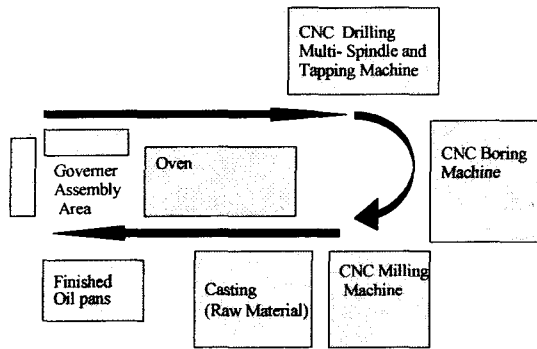 CNC Drilling
Multi- Spindle and
Tapping Machine
CNC Boring
Machine
Oven
Governer
Assembly
Area
Finished
Oil pans
Casting
(Raw Material)
CNC Milling
Machine